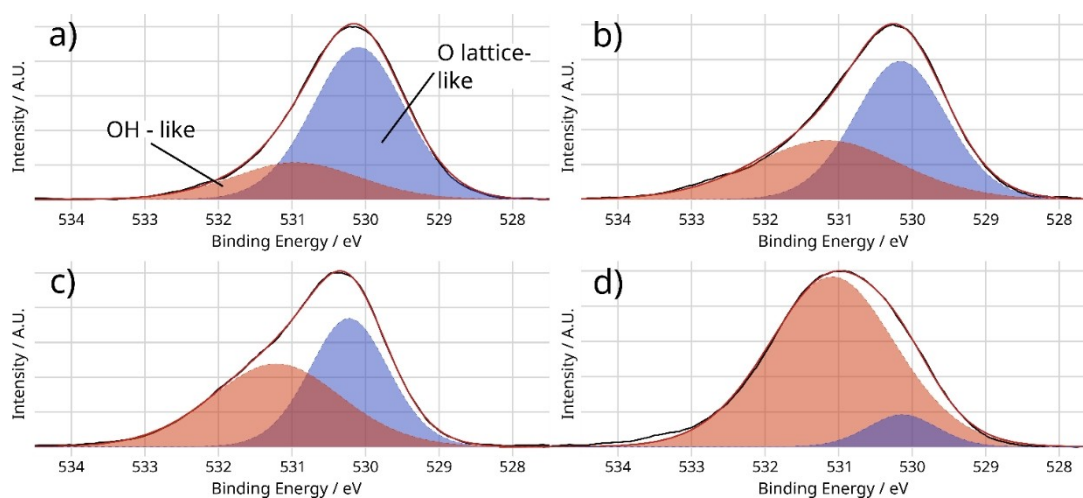 a)
O lattice-
like
OH - like
Intensity / A.U.
534 533 532 531 530 529 528
Binding Energy / eV
b)
Intensity / A.U.
534 533 532 531 530 529 528
Binding Energy / eV
c)
Intensity / A.U.
534 533 532 531 530 529 528
Binding Energy / eV
d)
Intensity / A.U.
534 533 532 531 530 529 528
Binding Energy / eV